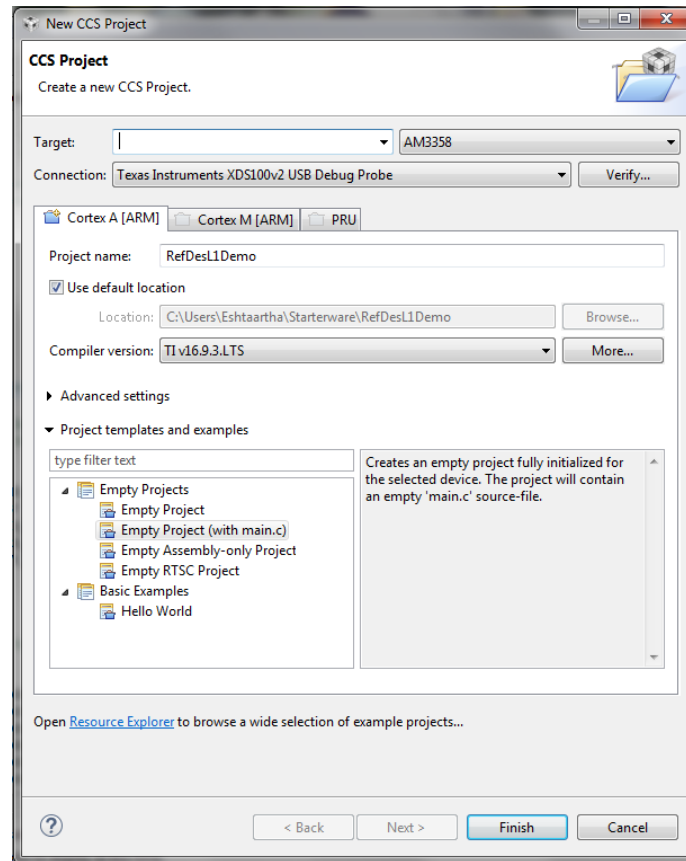 New CCS Project
CCS Project
Create a new CCS Project.
Target: AM3358
Connection: Texas Instruments XDS100v2 USB Debug Probe Verify...
Cortex A [ARM] Cortex M [ARM] PRU
Project name: RefDesL1Demo
Use default location
Location: C:\Users\Eshtaartha\Starterware\RefDesL1Demo Browse...
Compiler version: TI v16.9.3.LTS More...
Advanced settings
Project templates and examples
type filter text
Empty Projects
Empty Project
Empty Project (with main.c)
Empty Assembly-only Project
Empty RTSC Project
Basic Examples
Hello World
Creates an empty project fully initialized for
the selected device. The project will contain
an empty 'main.c' source-file.
Open Resource Explorer to browse a wide selection of example projects...
? < Back Next > Finish Cancel